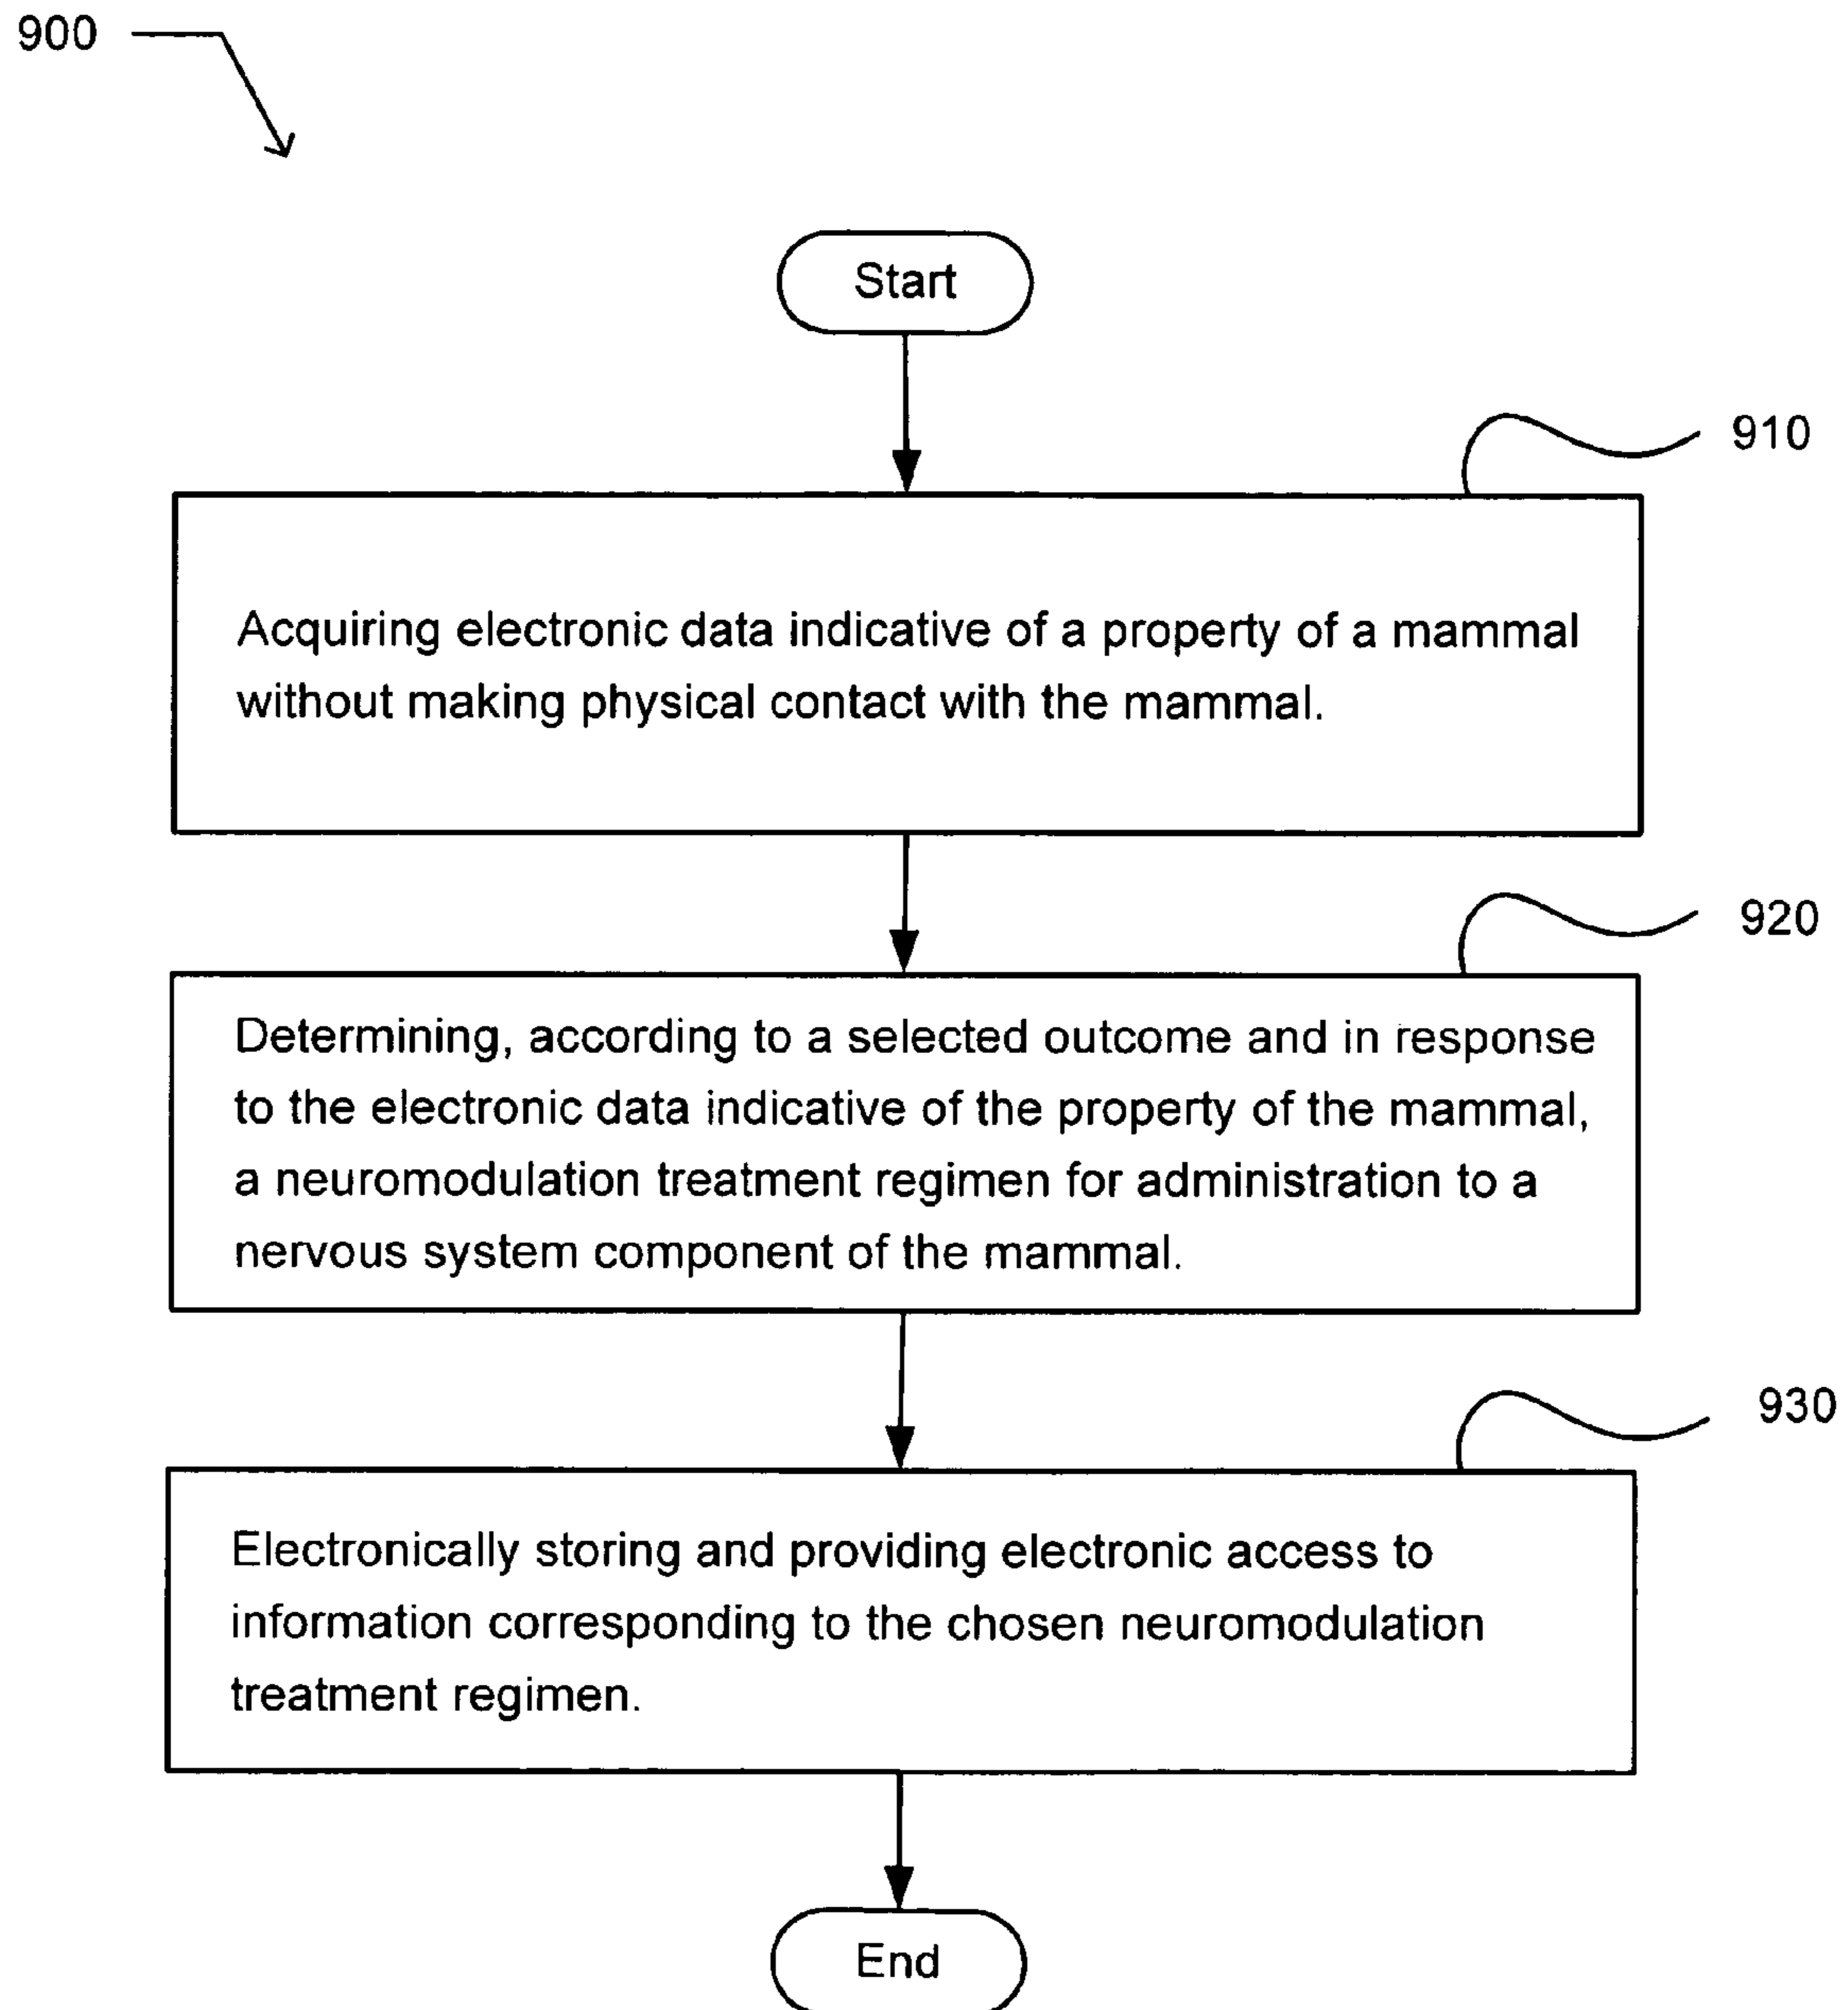 900
Start
910
Acquiring electronic data indicative of a property of a mammal
without making physical contact with the mammal.
920
Determining, according to a selected outcome and in response
to the electronic data indicative of the property of the mammal,
a neuromodulation treatment regimen for administration to a
nervous system component of the mammal.
930
Electronically storing and providing electronic access to
information corresponding to the chosen neuromodulation
treatment regimen.
End